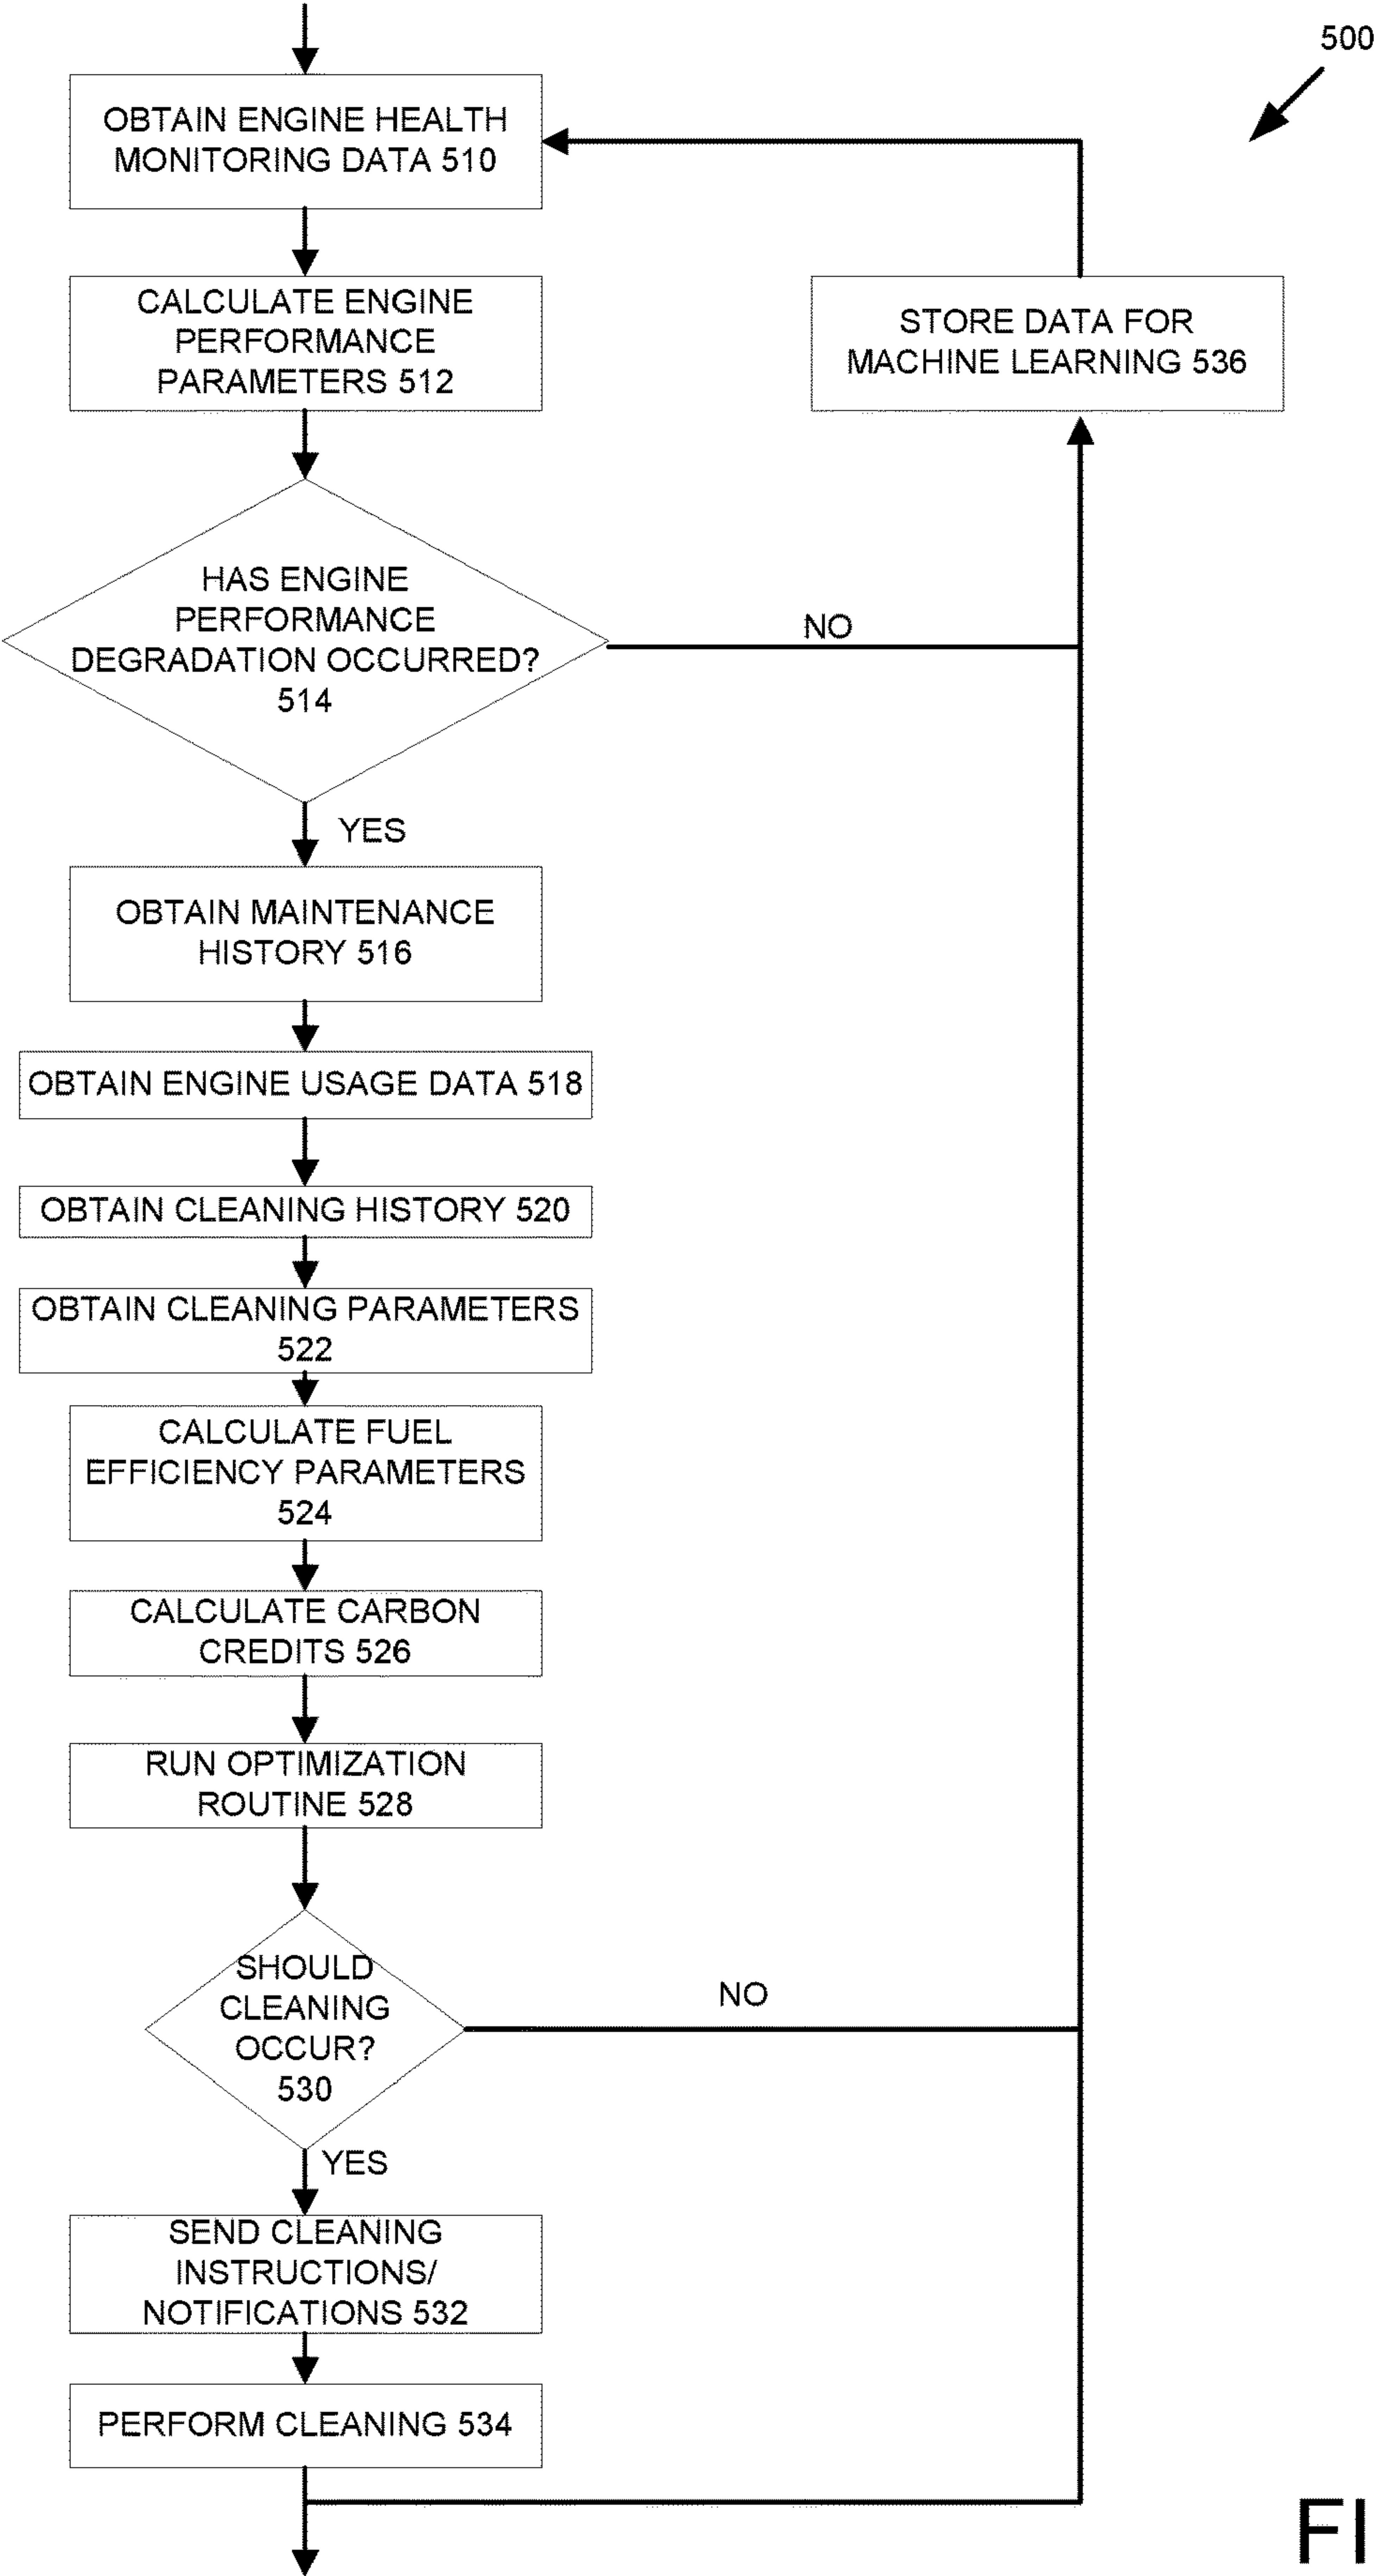 500
OBTAIN ENGINE HEALTH
MONITORING DATA 510
CALCULATE ENGINE
PERFORMANCE
PARAMETERS 512
STORE DATA FOR
MACHINE LEARNING 536
HAS ENGINE
PERFORMANCE
DEGRADATION OCCURRED?
514
NO
YES
OBTAIN MAINTENANCE
HISTORY 516
OBTAIN ENGINE USAGE DATA 518
OBTAIN CLEANING HISTORY 520
OBTAIN CLEANING PARAMETERS
522
CALCULATE FUEL
EFFICIENCY PARAMETERS
524
CALCULATE CARBON
CREDITS 526
RUN OPTIMIZATION
ROUTINE 528
SHOULD
CLEANING
OCCUR?
530
NO
YES
SEND CLEANING
INSTRUCTIONS/
NOTIFICATIONS 532
PERFORM CLEANING 534
FI